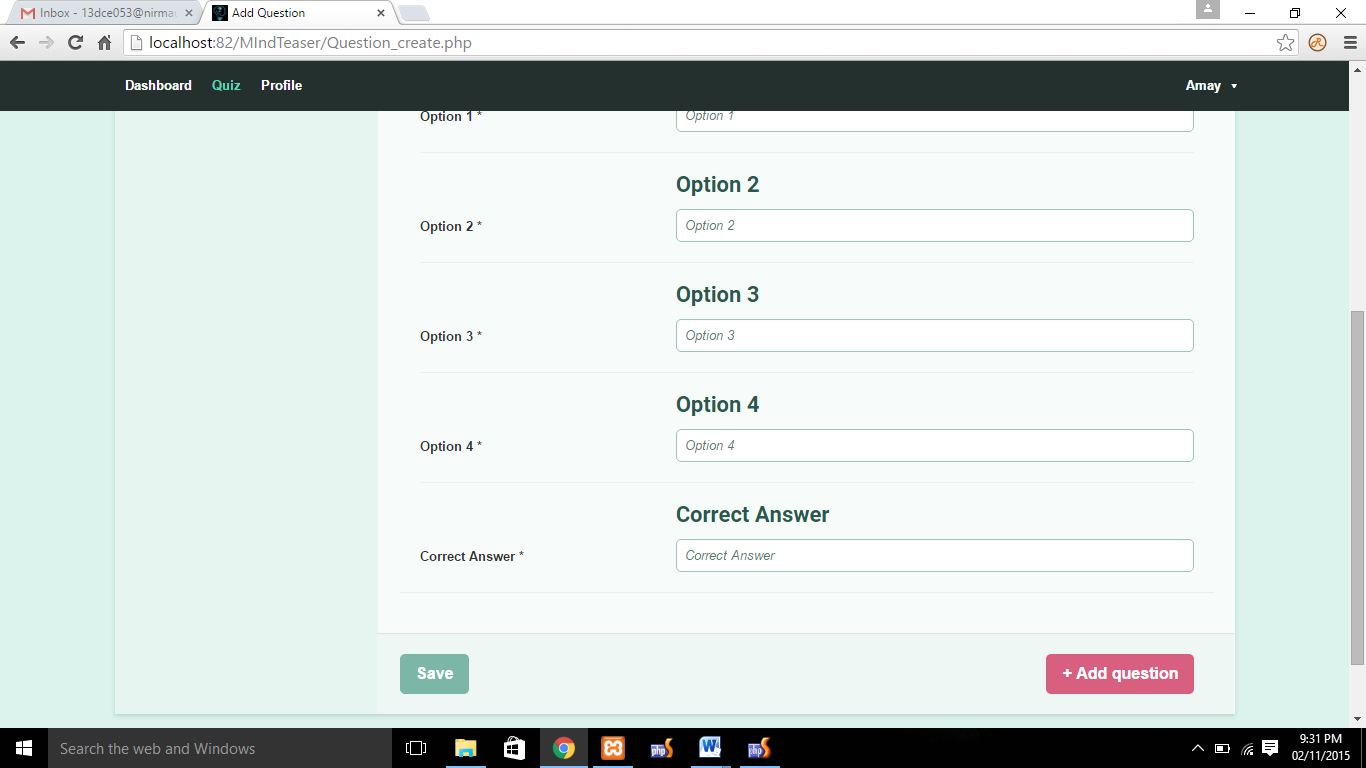 Inbox - 13dce053@nirma
Add Question
localhost:82/MIndTeaser/Question_create.php
Dashboard Quiz Profile Amay
Option 1 * Option 1
Option 2
Option 2 * Option 2
Option 3
Option 3 * Option 3
Option 4
Option 4 * Option 4
Correct Answer
Correct Answer * Correct Answer
Save + Add question
Search the web and Windows
php
php
9:31 PM
02/11/2015